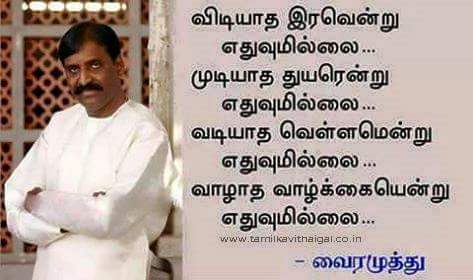 விடியாத இரவென்று
எதுவுமில்லை...
முடியாத துயரென்று
எதுவுமில்லை...
வடியாத வெள்ளமென்று
எதுவுமில்லை...
வாழாத வாழ்க்கையென்று
எதுவுமில்லை...
www.tamilkavithaigal.co.in
- வைரமுத்து